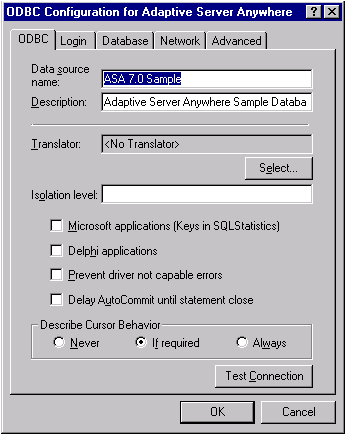 ODBC Configuration for Adaptive Server Anywhere
ODBC Login Database Network Advanced
Data source name: ASA 7.0 Sample
Description: Adaptive Server Anywhere Sample Databa
Translator: <No Translator>
Select...
Isolation level:
Microsoft applications (Keys in SQLStatistics)
Delphi applications
Prevent driver not capable errors
Delay AutoCommit until statement close
Describe Cursor Behavior
Never If required Always
Test Connection
OK Cancel